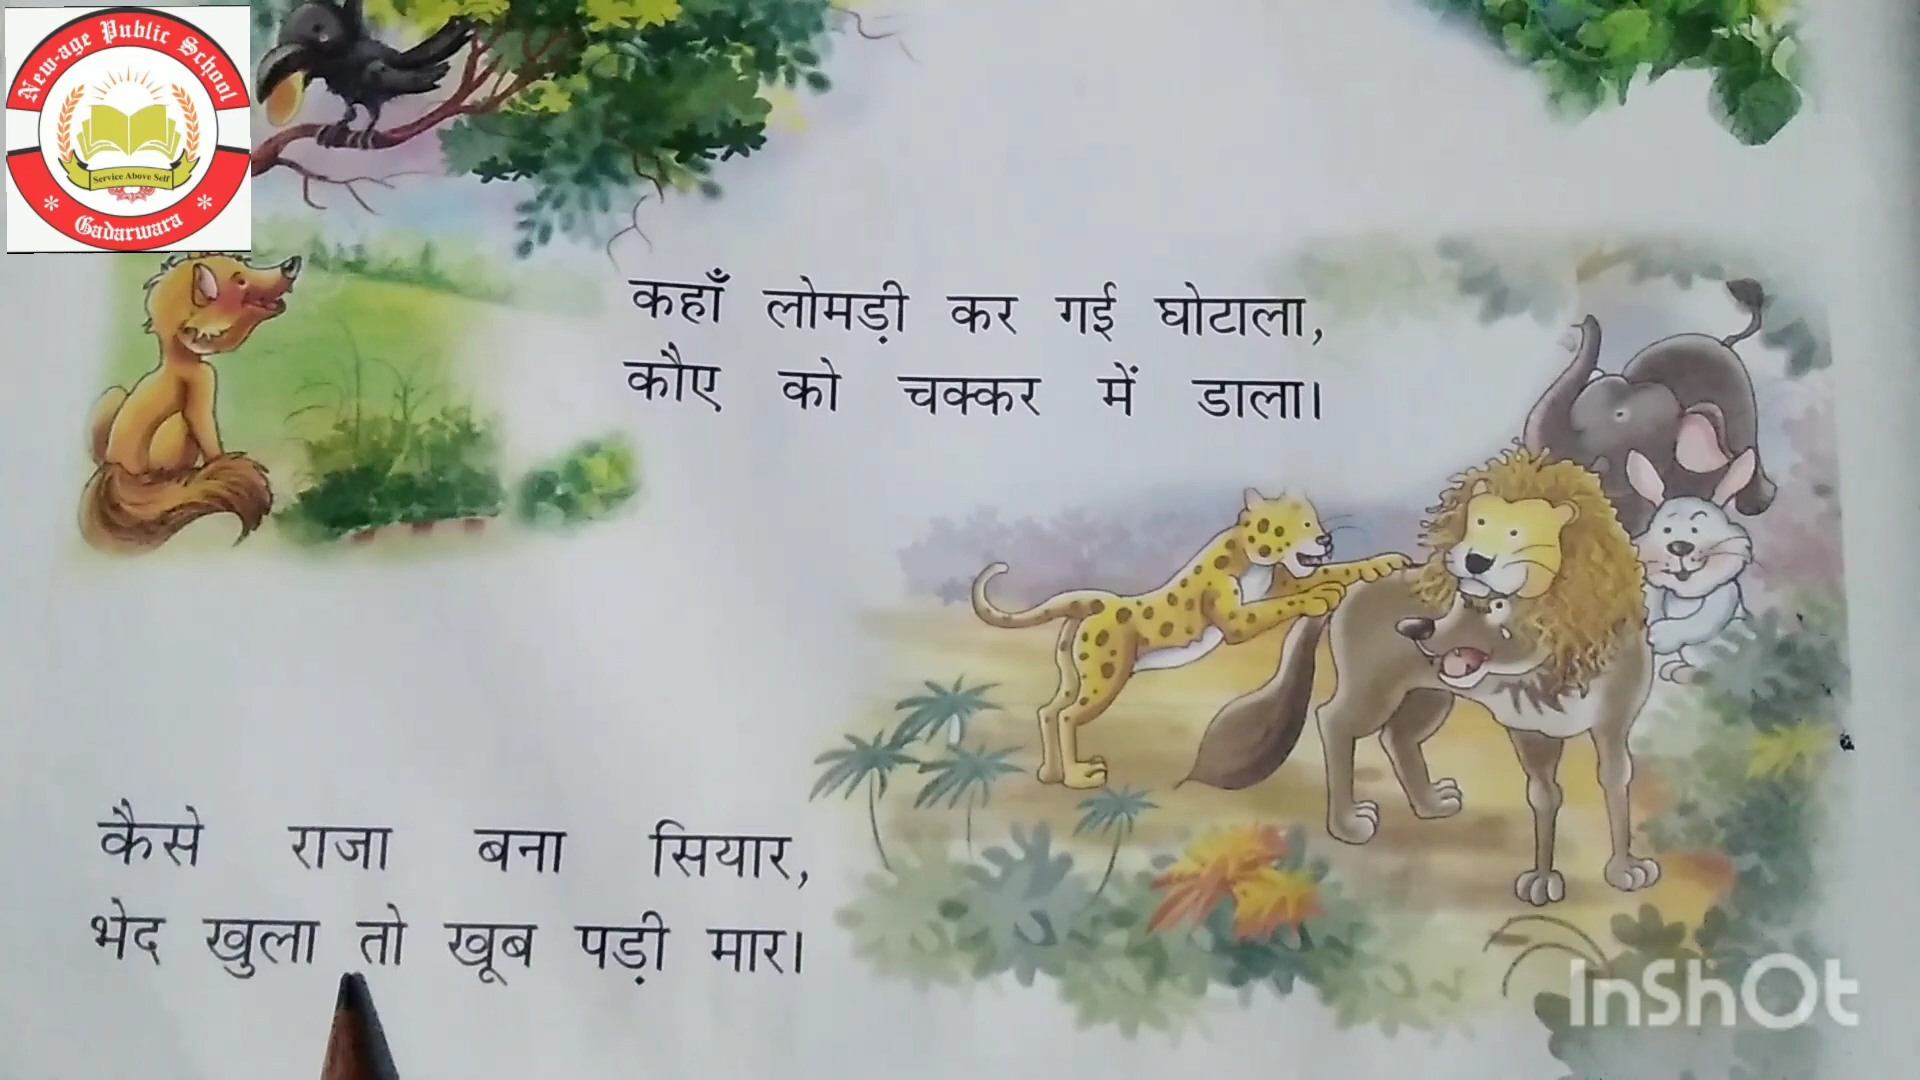 New-age Public School
Service Above Self
* Gadarwara *
कहाँ लोमड़ी कर गई घोटाला,
कौए को चक्कर में डाला।
कैसे राजा बना सियार,
भेद खुला तो खूब पड़ी मार।
InShOt